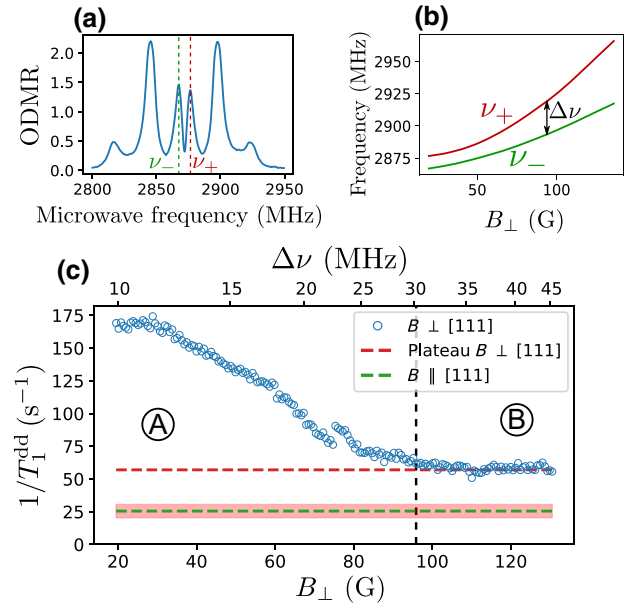 (a)
ODMR
2.0
1.5
1.0
0.5
0.0
ν₋
ν₊
2800 2850 2900 2950
Microwave frequency (MHz)
(b)
Frequency (MHz)
2950
2925
2900
2875
ν₊
Δν
ν₋
50 100
B⊥ (G)
(c)
Δν (MHz)
10 15 20 25 30 35 40 45
1/T₁ᵈᵈ (s⁻¹)
175
150
125
100
75
50
25
0
B ⊥ [111]
Plateau B ⊥ [111]
B ∥ [111]
A
B
20 40 60 80 100 120
B⊥ (G)